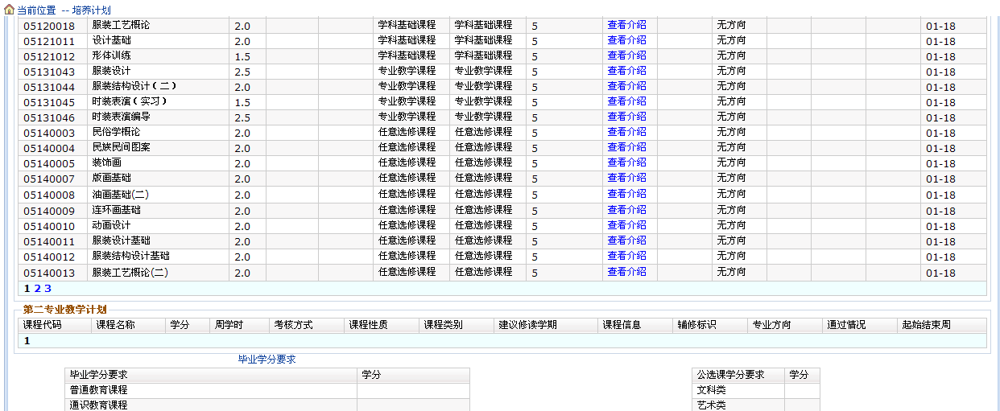 当前位置 -- 培养计划
05120018 服装工艺概论 2.0 学科基础课程 学科基础课程 5 查看介绍 无方向 01-18
05121011 设计基础 2.0 学科基础课程 学科基础课程 5 查看介绍 无方向 01-18
05121012 形体训练 1.5 学科基础课程 学科基础课程 5 查看介绍 无方向 01-18
05131043 服装设计 2.5 专业教学课程 专业教学课程 5 查看介绍 无方向 01-18
05131044 服装结构设计（二） 2.0 专业教学课程 专业教学课程 5 查看介绍 无方向 01-18
05131045 时装表演（实习） 1.5 专业教学课程 专业教学课程 5 查看介绍 无方向 01-18
05131046 时装表演编导 2.5 专业教学课程 专业教学课程 5 查看介绍 无方向 01-18
05140003 民俗学概论 2.0 任意选修课程 任意选修课程 5 查看介绍 无方向 01-18
05140004 民族民间图案 2.0 任意选修课程 任意选修课程 5 查看介绍 无方向 01-18
05140005 装饰画 2.0 任意选修课程 任意选修课程 5 查看介绍 无方向 01-18
05140007 版画基础 2.0 任意选修课程 任意选修课程 5 查看介绍 无方向 01-18
05140008 油画基础(二) 2.0 任意选修课程 任意选修课程 5 查看介绍 无方向 01-18
05140009 连环画基础 2.0 任意选修课程 任意选修课程 5 查看介绍 无方向 01-18
05140010 动画设计 2.0 任意选修课程 任意选修课程 5 查看介绍 无方向 01-18
05140011 服装设计基础 2.0 任意选修课程 任意选修课程 5 查看介绍 无方向 01-18
05140012 服装结构设计基础 2.0 任意选修课程 任意选修课程 5 查看介绍 无方向 01-18
05140013 服装工艺概论(二) 2.0 任意选修课程 任意选修课程 5 查看介绍 无方向 01-18
1 2 3
第二专业教学计划
课程代码 课程名称 学分 周学时 考核方式 课程性质 课程类别 建议修读学期 课程信息 辅修标识 专业方向 通过情况 起始结束周
1
毕业学分要求
毕业学分要求 学分 公选课学分要求 学分
普通教育课程 文科类
通识教育课程 艺术类